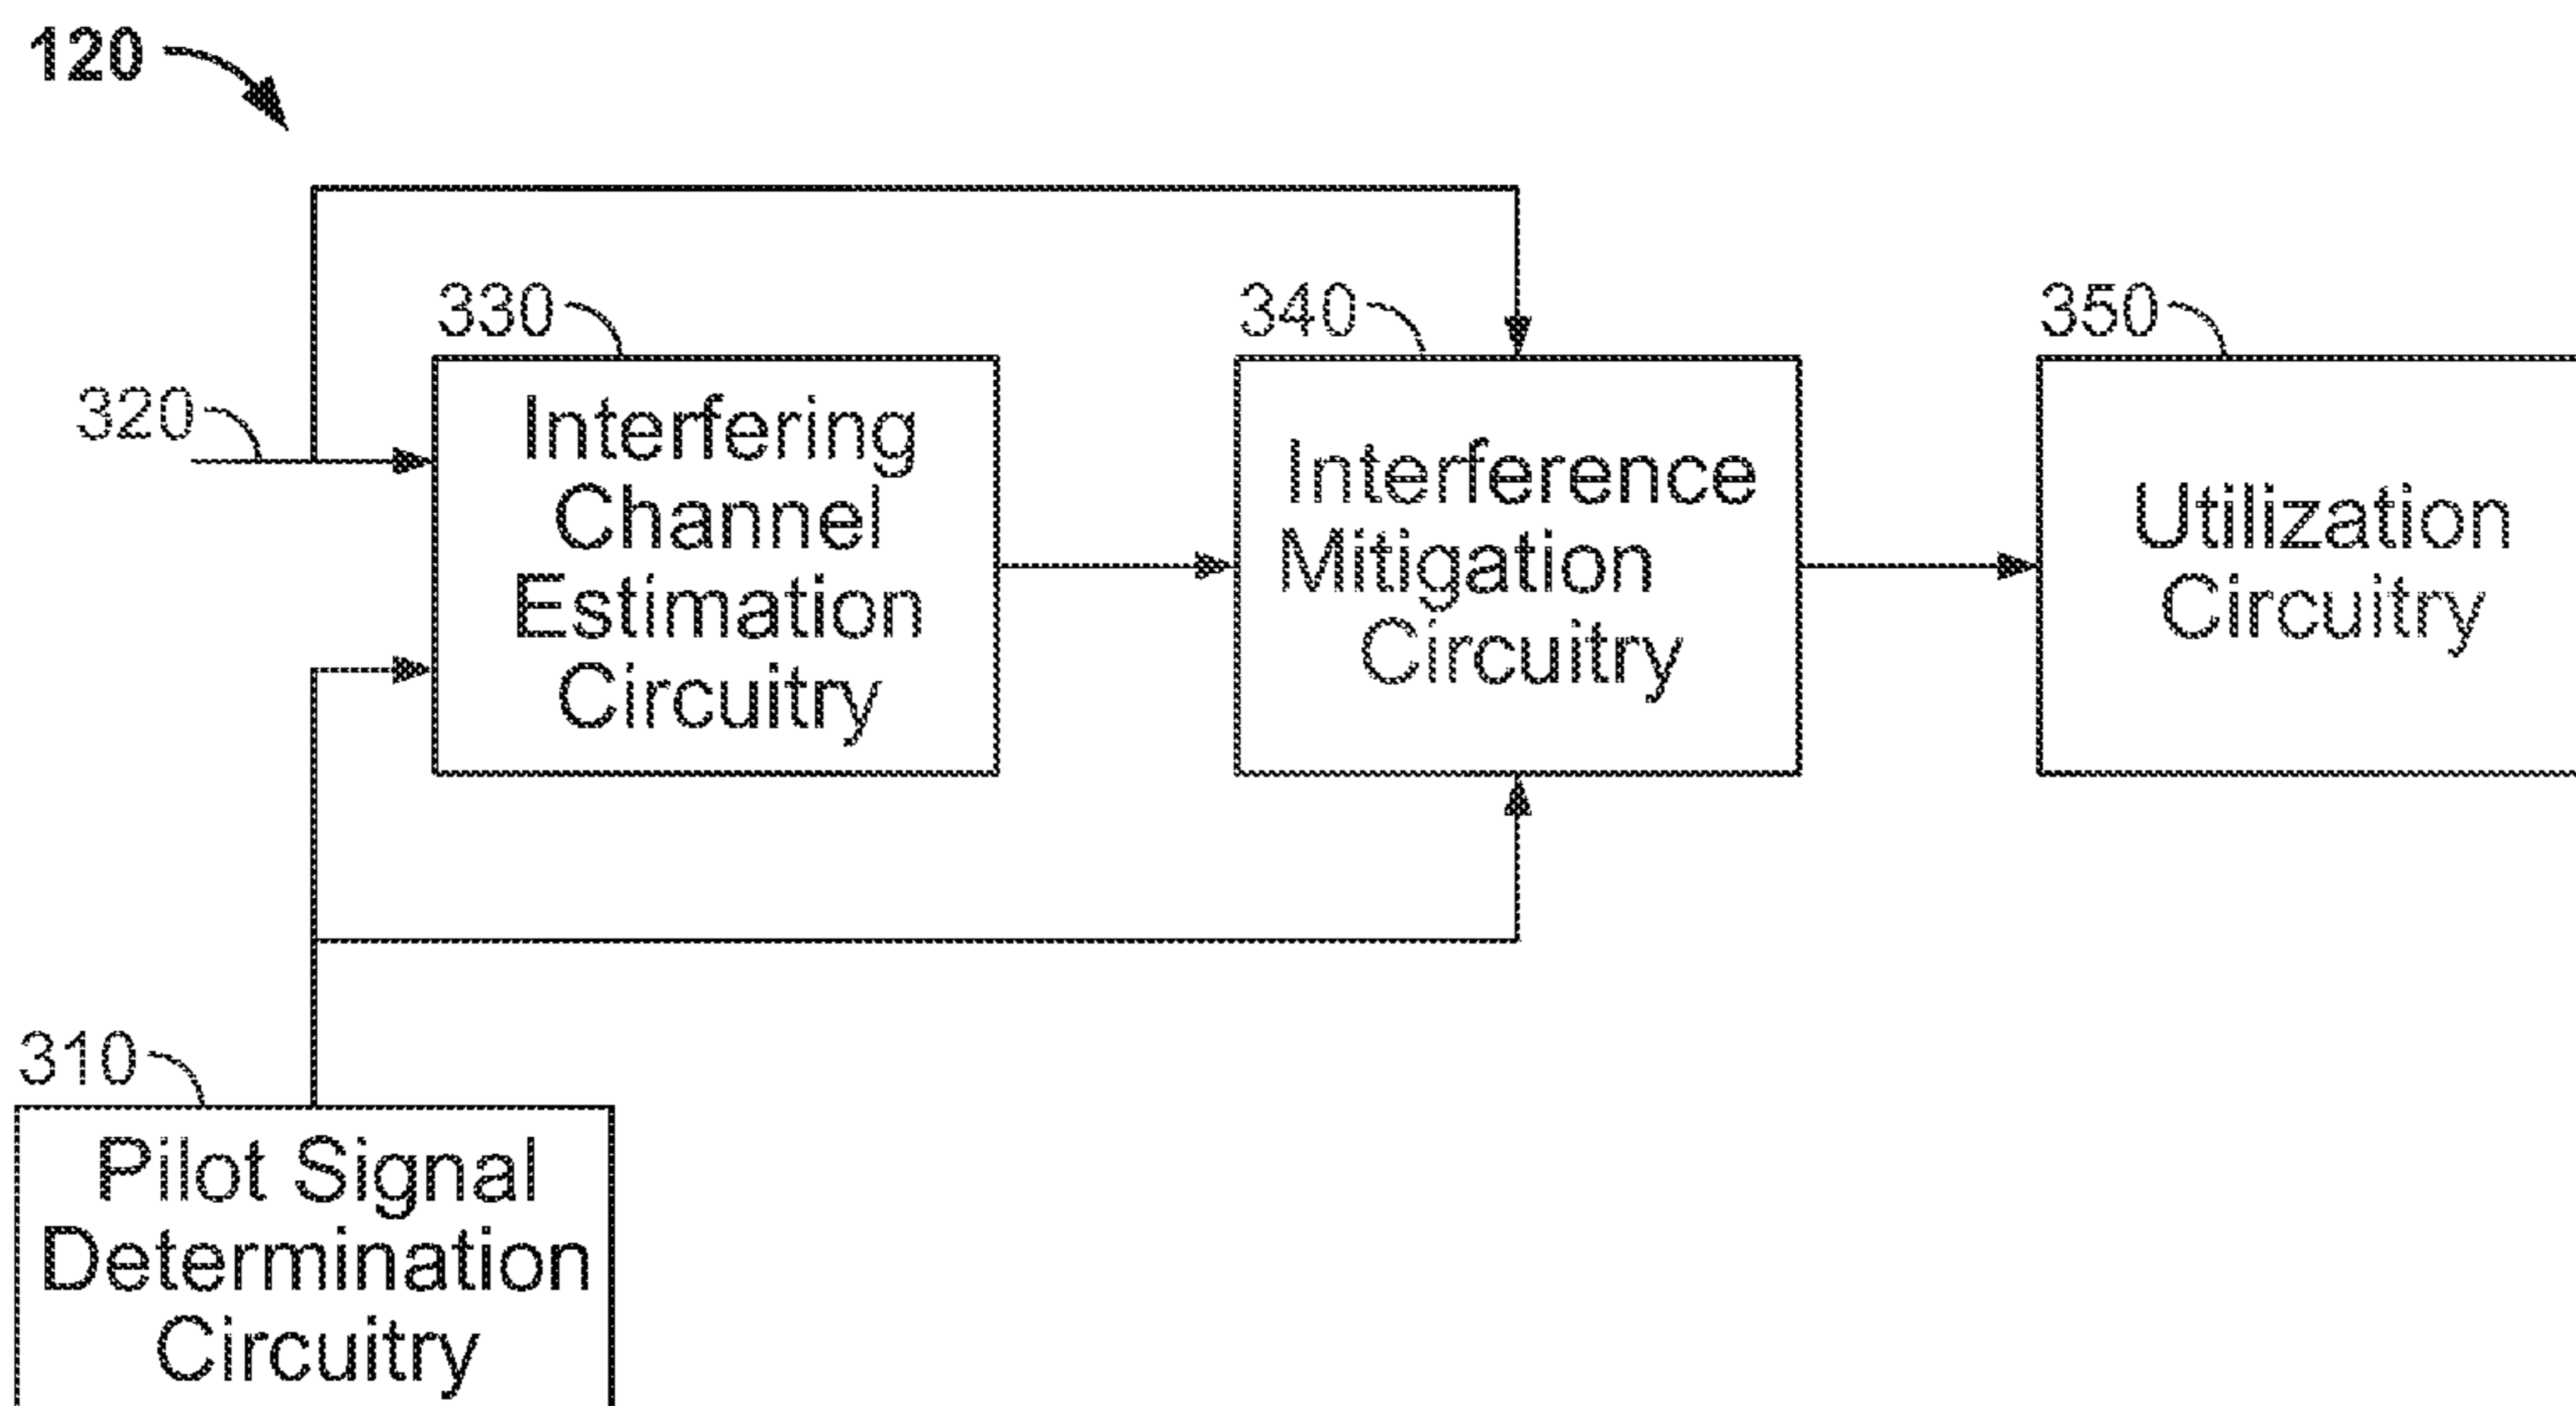 120
330
340
350
320
Interfering
Channel
Estimation
Circuitry
Interference
Mitigation
Circuitry
Utilization
Circuitry
310
Pilot Signal
Determination
Circuitry